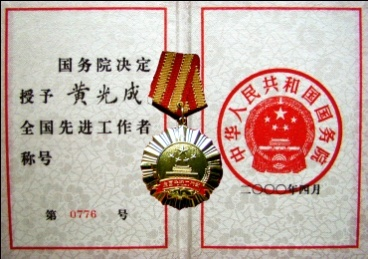 国务院决定
授予 黄光成
全国先进工作者
称号
第 0776 号
中华人民共和国国务院
二〇〇〇年四月